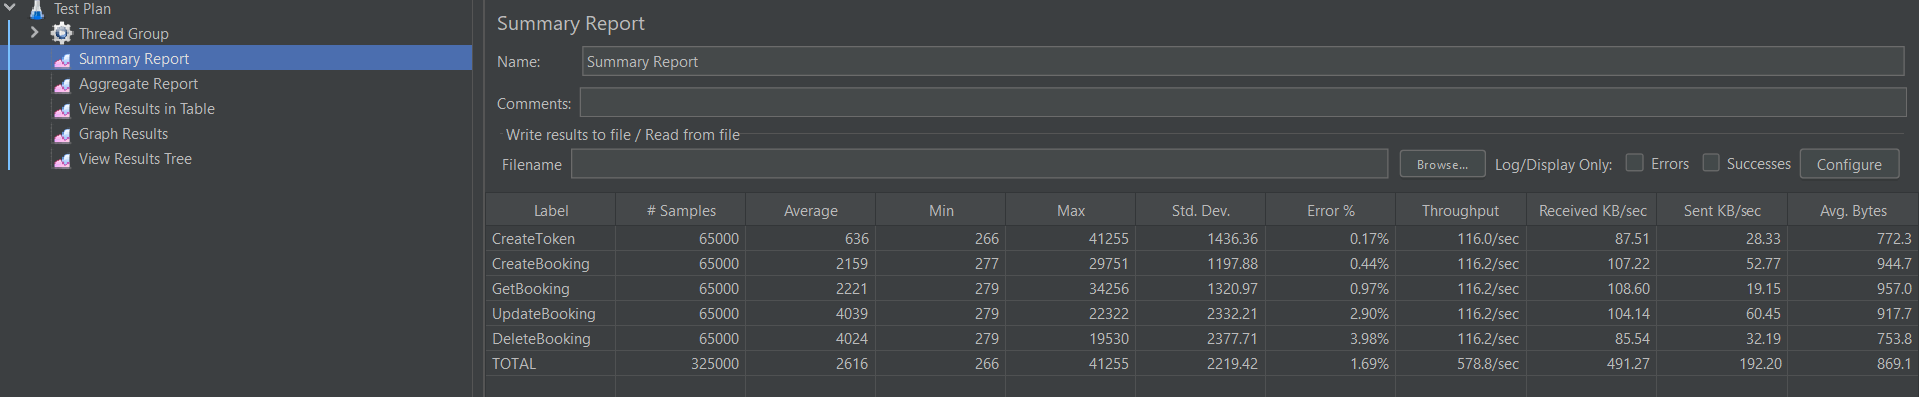 Test Plan
Thread Group
Summary Report
Aggregate Report
View Results in Table
Graph Results
View Results Tree
Summary Report
Name: Summary Report
Comments:
Write results to file / Read from file
Filename Browse... Log/Display Only: Errors Successes Configure
Label # Samples Average Min Max Std. Dev. Error % Throughput Received KB/sec Sent KB/sec Avg. Bytes
CreateToken 65000 636 266 41255 1436.36 0.17% 116.0/sec 87.51 28.33 772.3
CreateBooking 65000 2159 277 29751 1197.88 0.44% 116.2/sec 107.22 52.77 944.7
GetBooking 65000 2221 279 34256 1320.97 0.97% 116.2/sec 108.60 19.15 957.0
UpdateBooking 65000 4039 279 22322 2332.21 2.90% 116.2/sec 104.14 60.45 917.7
DeleteBooking 65000 4024 279 19530 2377.71 3.98% 116.2/sec 85.54 32.19 753.8
TOTAL 325000 2616 266 41255 2219.42 1.69% 578.8/sec 491.27 192.20 869.1